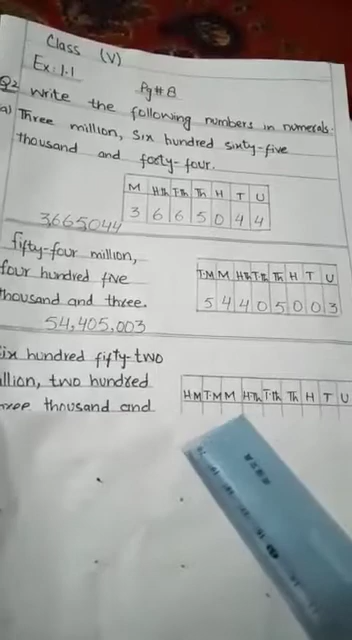 Class (V)
Ex: 1.1
Pg# 8
Q2 Write the following numbers in numerals.
a) Three million, six hundred sixty-five
thousand and forty-four.
M H.th T.th Th H T U
3 6 6 5 0 4 4
3665044
fifty-four million,
four hundred five
thousand and three.
T.M M H.th T.th Th H T U
5 4 4 0 5 0 0 3
54,405,003
six hundred fifty-two
million, two hundred
three thousand and
H.M T.M M H.th T.th Th H T U